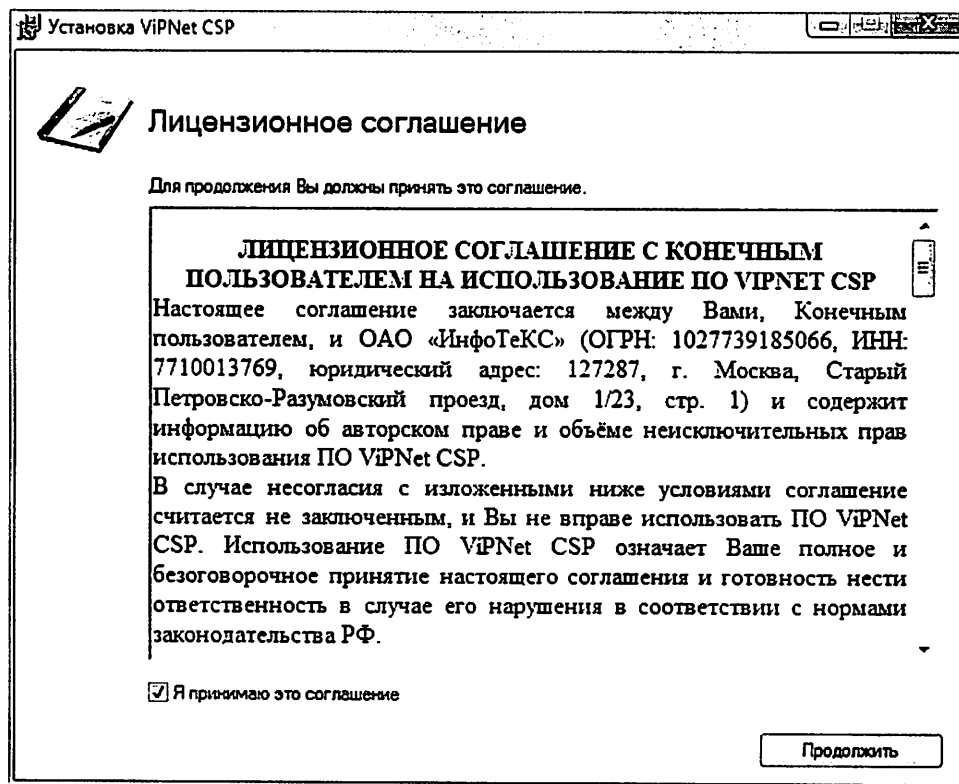 Установка ViPNet CSP
Лицензионное соглашение
Для продолжения Вы должны принять это соглашение.
ЛИЦЕНЗИОННОЕ СОГЛАШЕНИЕ С КОНЕЧНЫМ
ПОЛЬЗОВАТЕЛЕМ НА ИСПОЛЬЗОВАНИЕ ПО VIPNET CSP
Настоящее соглашение заключается между Вами, Конечным
пользователем, и ОАО «ИнфоТеКС» (ОГРН: 1027739185066, ИНН:
7710013769, юридический адрес: 127287, г. Москва, Старый
Петровско-Разумовский проезд, дом 1/23, стр. 1) и содержит
информацию об авторском праве и объёме неисключительных прав
использования ПО ViPNet CSP.
В случае несогласия с изложенными ниже условиями соглашение
считается не заключенным, и Вы не вправе использовать ПО ViPNet
CSP. Использование ПО ViPNet CSP означает Ваше полное и
безоговорочное принятие настоящего соглашения и готовность нести
ответственность в случае его нарушения в соответствии с нормами
законодательства РФ.
Я принимаю это соглашение
Продолжить